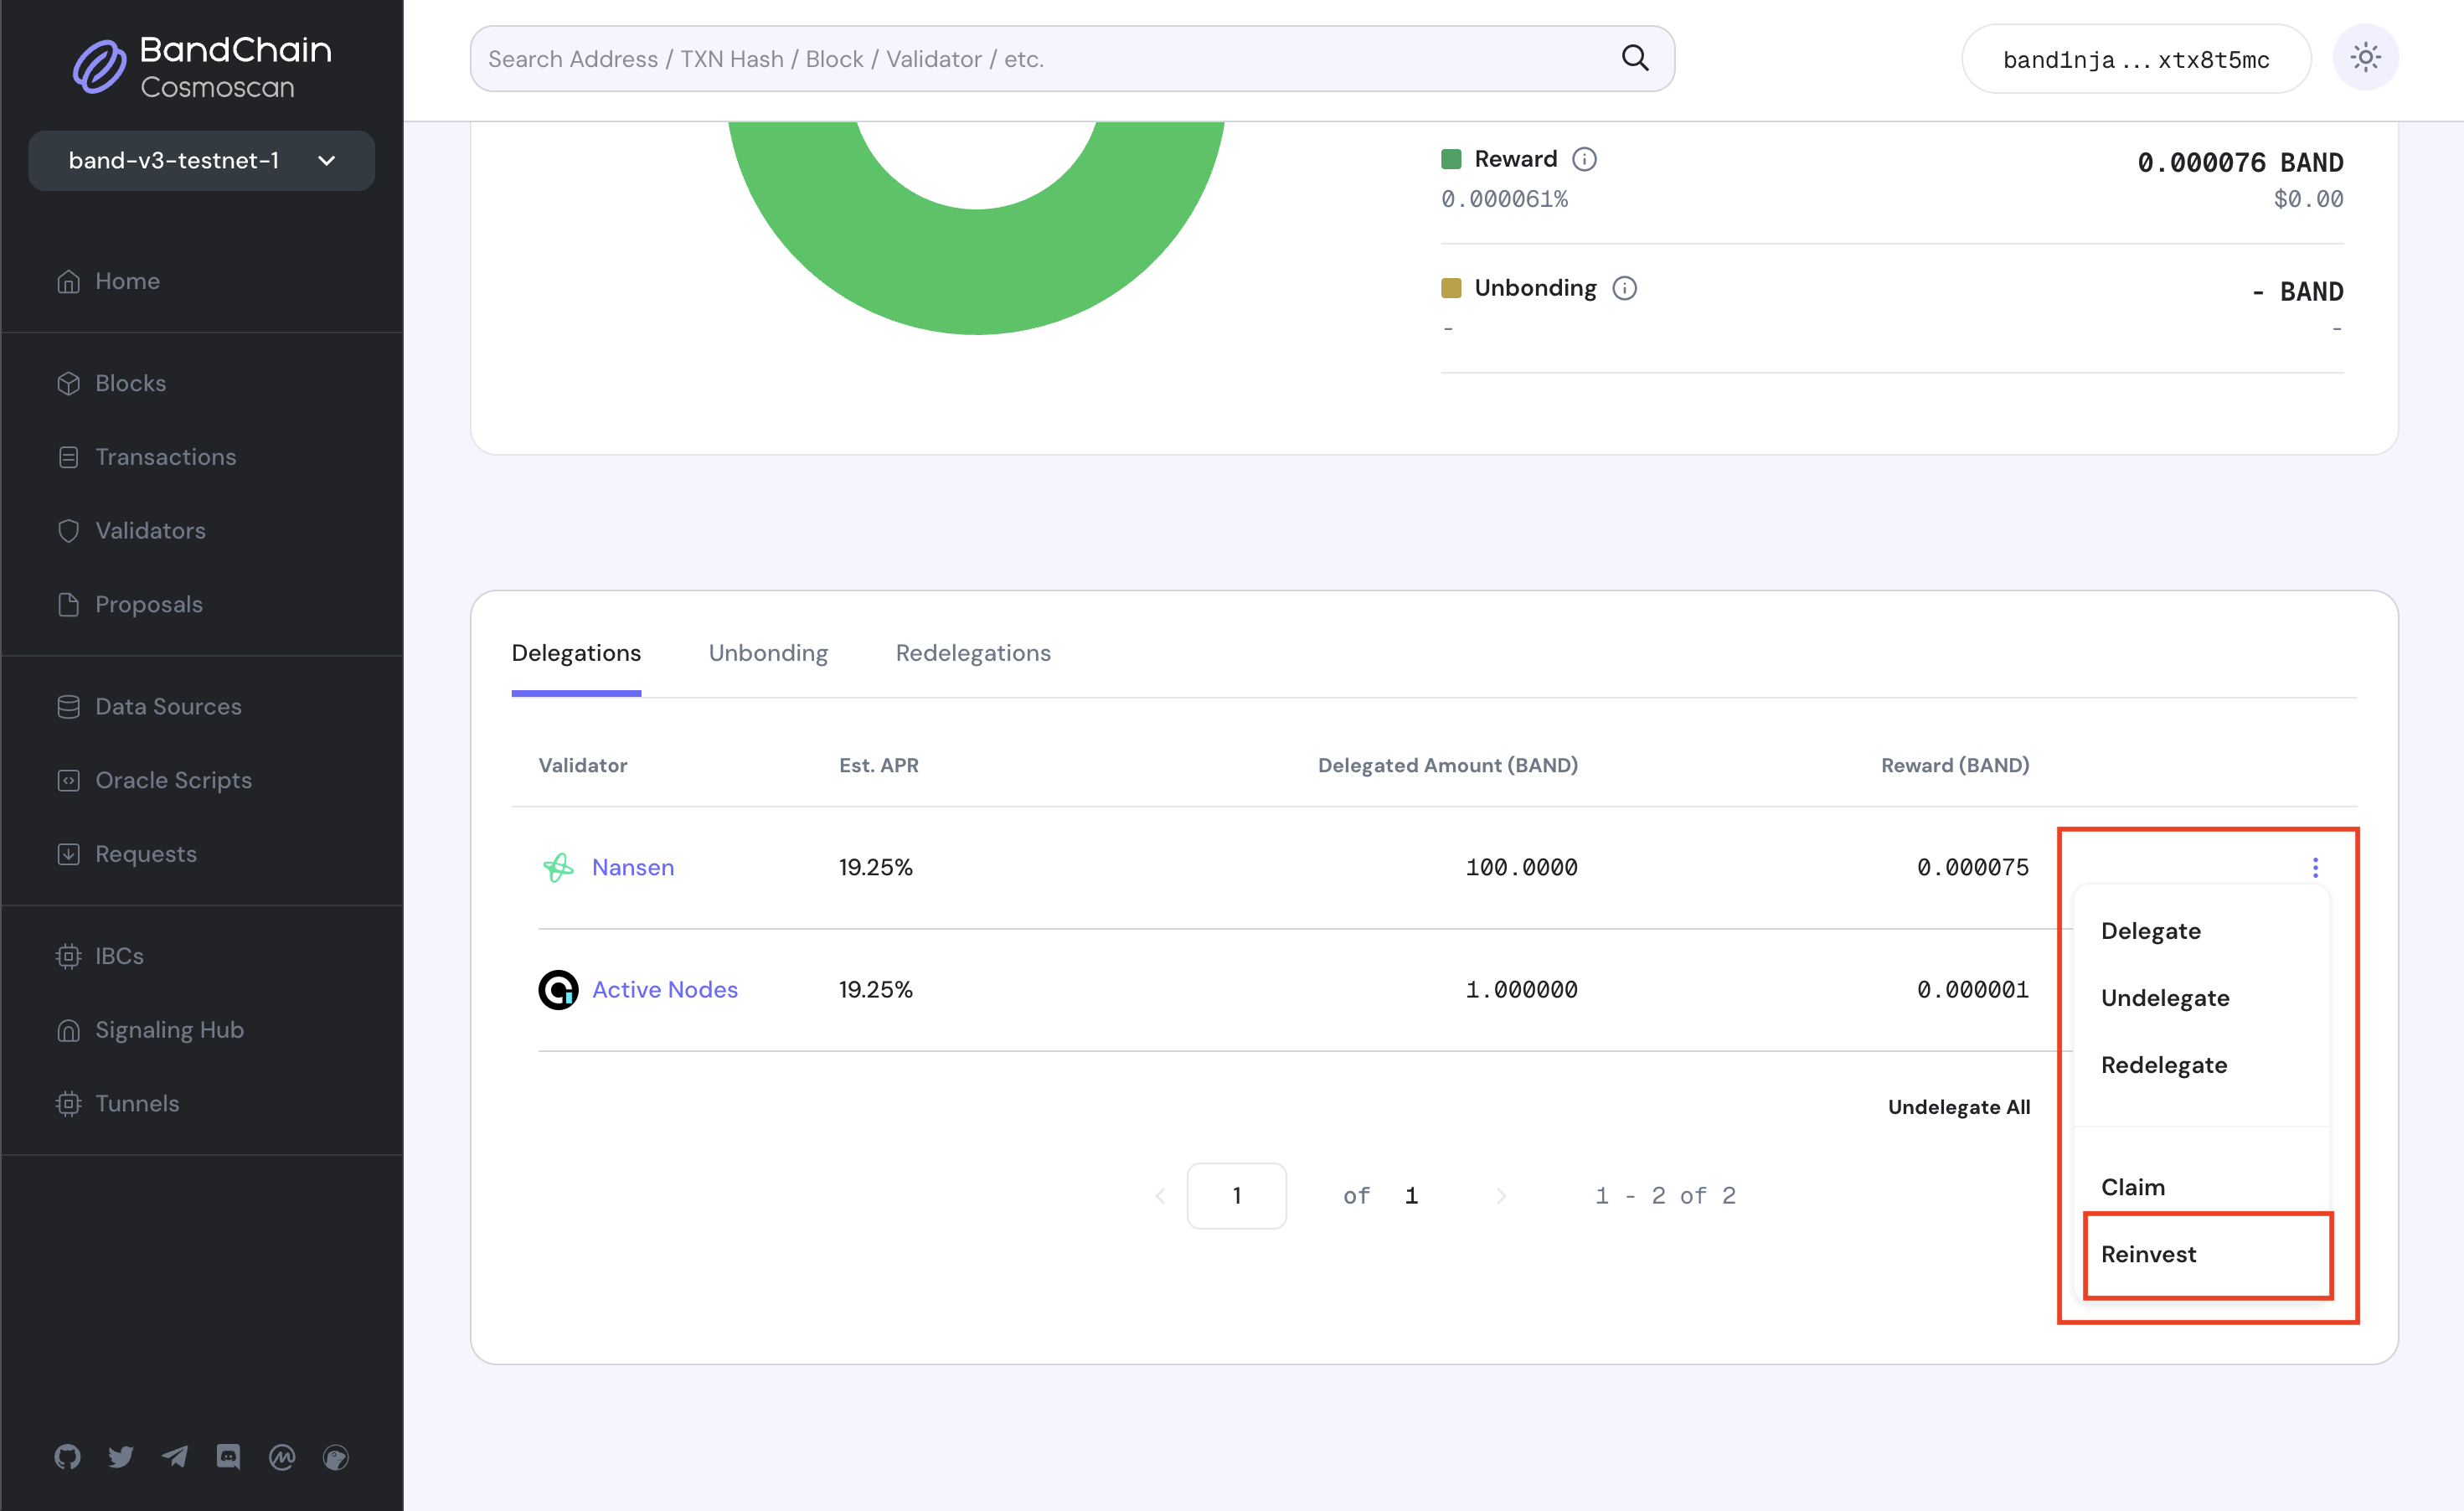 BandChain
Cosmoscan
band-v3-testnet-1
Home
Blocks
Transactions
Validators
Proposals
Data Sources
Oracle Scripts
Requests
IBCs
Signaling Hub
Tunnels
Search Address / TXN Hash / Block / Validator / etc.
band1nja...xtx8t5mc
Reward 0.000076 BAND
0.000061% $0.00
Unbonding - BAND
- -
Delegations Unbonding Redelegations
Validator Est. APR Delegated Amount (BAND) Reward (BAND)
Nansen 19.25% 100.0000 0.000075
Active Nodes 19.25% 1.000000 0.000001
Undelegate All
1 of 1 1 - 2 of 2
Delegate
Undelegate
Redelegate
Claim
Reinvest